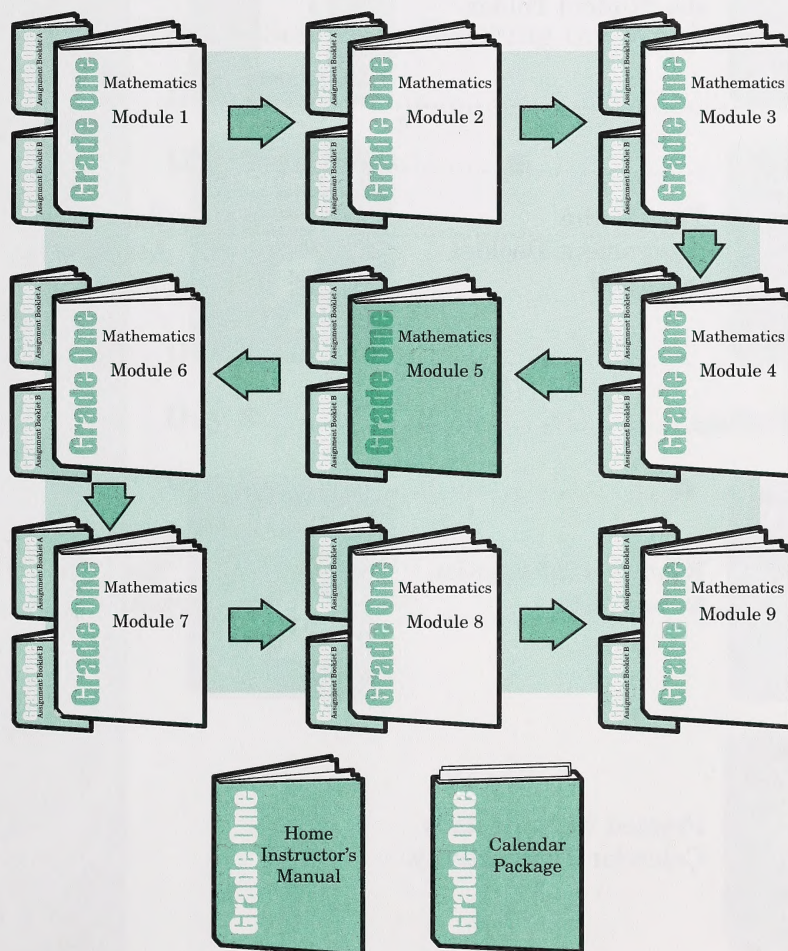 Grade One
Assignment Booklet A
Grade One
Assignment Booklet B
Grade One
Mathematics
Module 1
Grade One
Assignment Booklet A
Grade One
Assignment Booklet B
Grade One
Mathematics
Module 2
Grade One
Assignment Booklet A
Grade One
Assignment Booklet B
Grade One
Mathematics
Module 3
Grade One
Assignment Booklet A
Grade One
Assignment Booklet B
Grade One
Mathematics
Module 6
Grade One
Assignment Booklet A
Grade One
Assignment Booklet B
Grade One
Mathematics
Module 5
Grade One
Assignment Booklet A
Grade One
Assignment Booklet B
Grade One
Mathematics
Module 4
Grade One
Assignment Booklet A
Grade One
Assignment Booklet B
Grade One
Mathematics
Module 7
Grade One
Assignment Booklet A
Grade One
Assignment Booklet B
Grade One
Mathematics
Module 8
Grade One
Assignment Booklet A
Grade One
Assignment Booklet B
Grade One
Mathematics
Module 9
Grade One
Home
Instructor's
Manual
Grade One
Calendar
Package